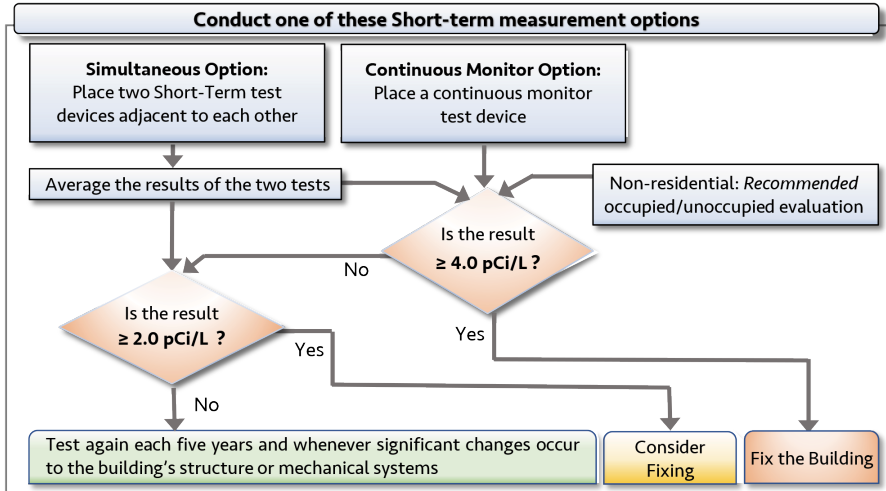 Conduct one of these Short-term measurement options
Simultaneous Option:
Place two Short-Term test
devices adjacent to each other
Continuous Monitor Option:
Place a continuous monitor
test device
Average the results of the two tests
Non-residential: Recommended
occupied/unoccupied evaluation
Is the result
≥ 4.0 pCi/L ?
No
Yes
Is the result
≥ 2.0 pCi/L ?
Yes
No
Test again each five years and whenever significant changes occur
to the building’s structure or mechanical systems
Consider
Fixing
Fix the Building